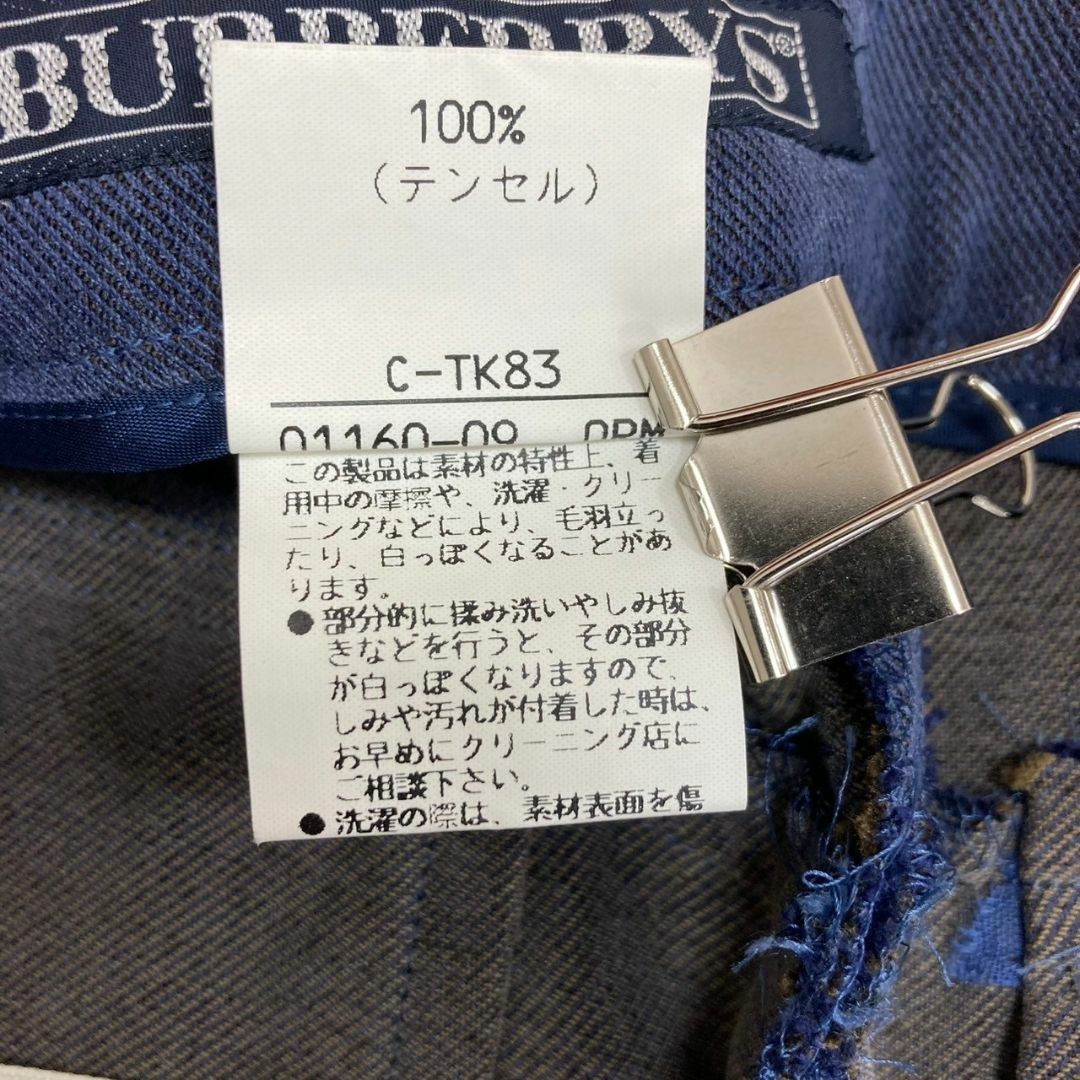 BURBERRYS®
100%
（テンセル）
C-TK83
01160-09
この製品は素材の特性上、着
用中の摩擦や、洗濯・クリー
ニングなどにより、毛羽立っ
たり、白っぽくなることがあ
ります。
●部分的に揉み洗いやしみ抜
きなどを行うと、その部分
が白っぽくなりますので、
しみや汚れが付着した時は、
お早めにクリーニング店に
ご相談下さい。
●洗濯の際は、素材表面を傷